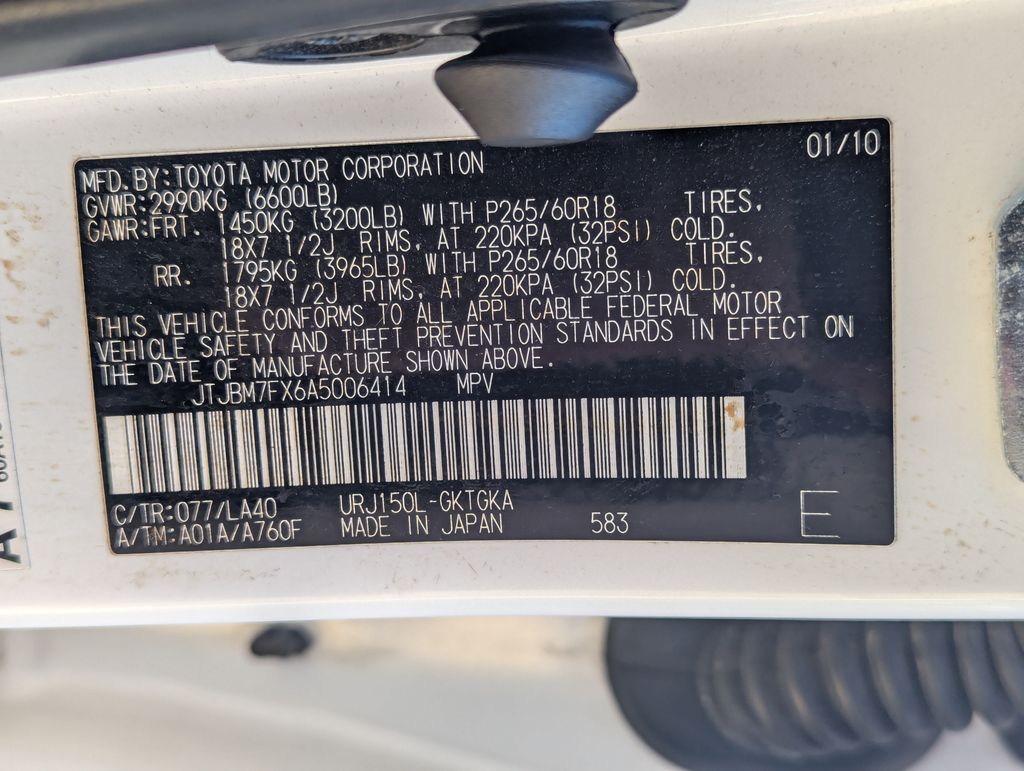 01/10
MFD.BY:TOYOTA MOTOR CORPORATION
GVWR:2990KG (6600LB)
GAWR:FRT. 1450KG (3200LB) WITH P265/60R18 TIRES,
18X7 1/2J RIMS, AT 220KPA (32PSI) COLD.
RR. 1795KG (3965LB) WITH P265/60R18 TIRES,
18X7 1/2J RIMS, AT 220KPA (32PSI) COLD.
THIS VEHICLE CONFORMS TO ALL APPLICABLE FEDERAL MOTOR
VEHICLE SAFETY AND THEFT PREVENTION STANDARDS IN EFFECT ON
THE DATE OF MANUFACTURE SHOWN ABOVE.
JTJBM7FX6A5006414 MPV
C/TR:077/LA40 URJ150L-GKTGKA
A/TM:A01A/A760F MADE IN JAPAN 583 E